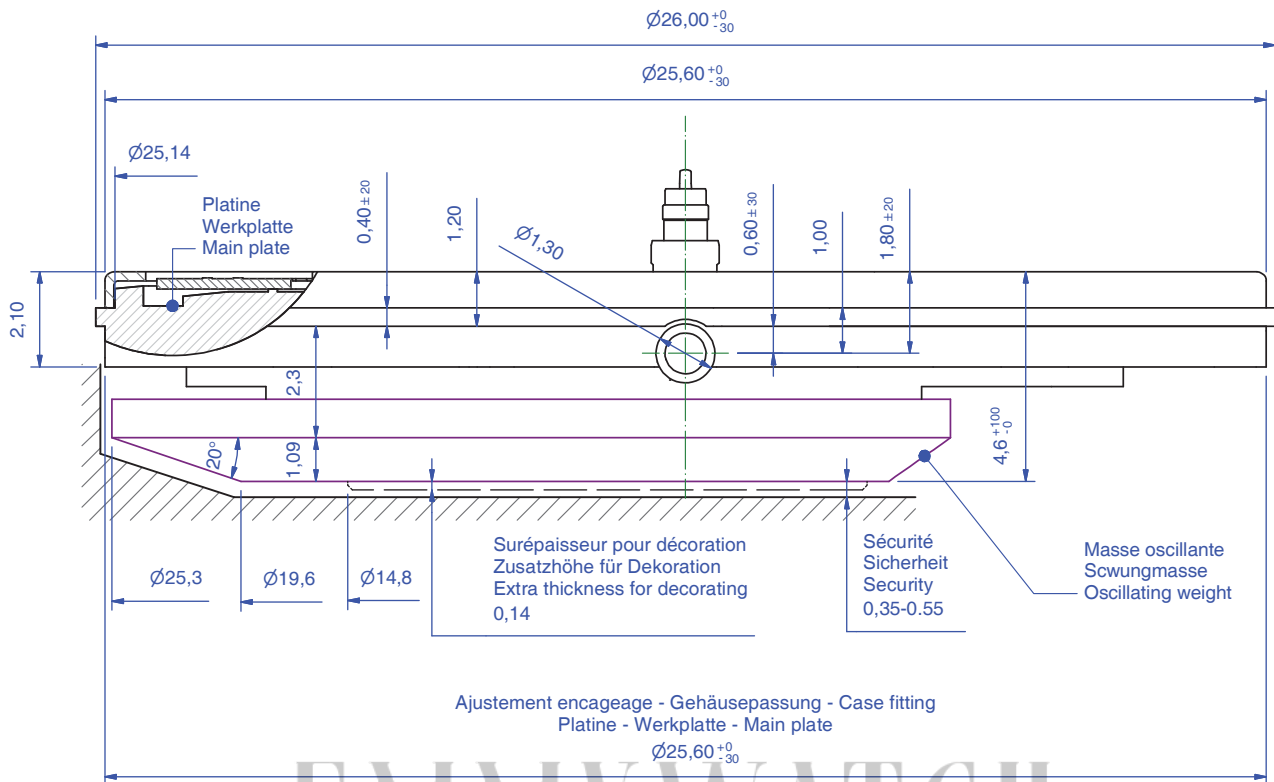 Ø26,00 +0 -30
Ø25,60 +0 -30
Ø25,14
Platine
Werkplatte
Main plate
0,40 ± 20
1,20
Ø1,30
0,60 ± 30
1,00
1,80 ± 20
2,10
2,3
20°
1,09
4,6 +100 -0
Surépaisseur pour décoration
Zusatzhöhe für Dekoration
Extra thickness for decorating
0,14
Sécurité
Sicherheit
Security
0,35-0.55
Masse oscillante
Scwungmasse
Oscillating weight
Ø25,3
Ø19,6
Ø14,8
Ajustement encageage - Gehäusepassung - Case fitting
Platine - Werkplatte - Main plate
Ø25,60 +0 -30